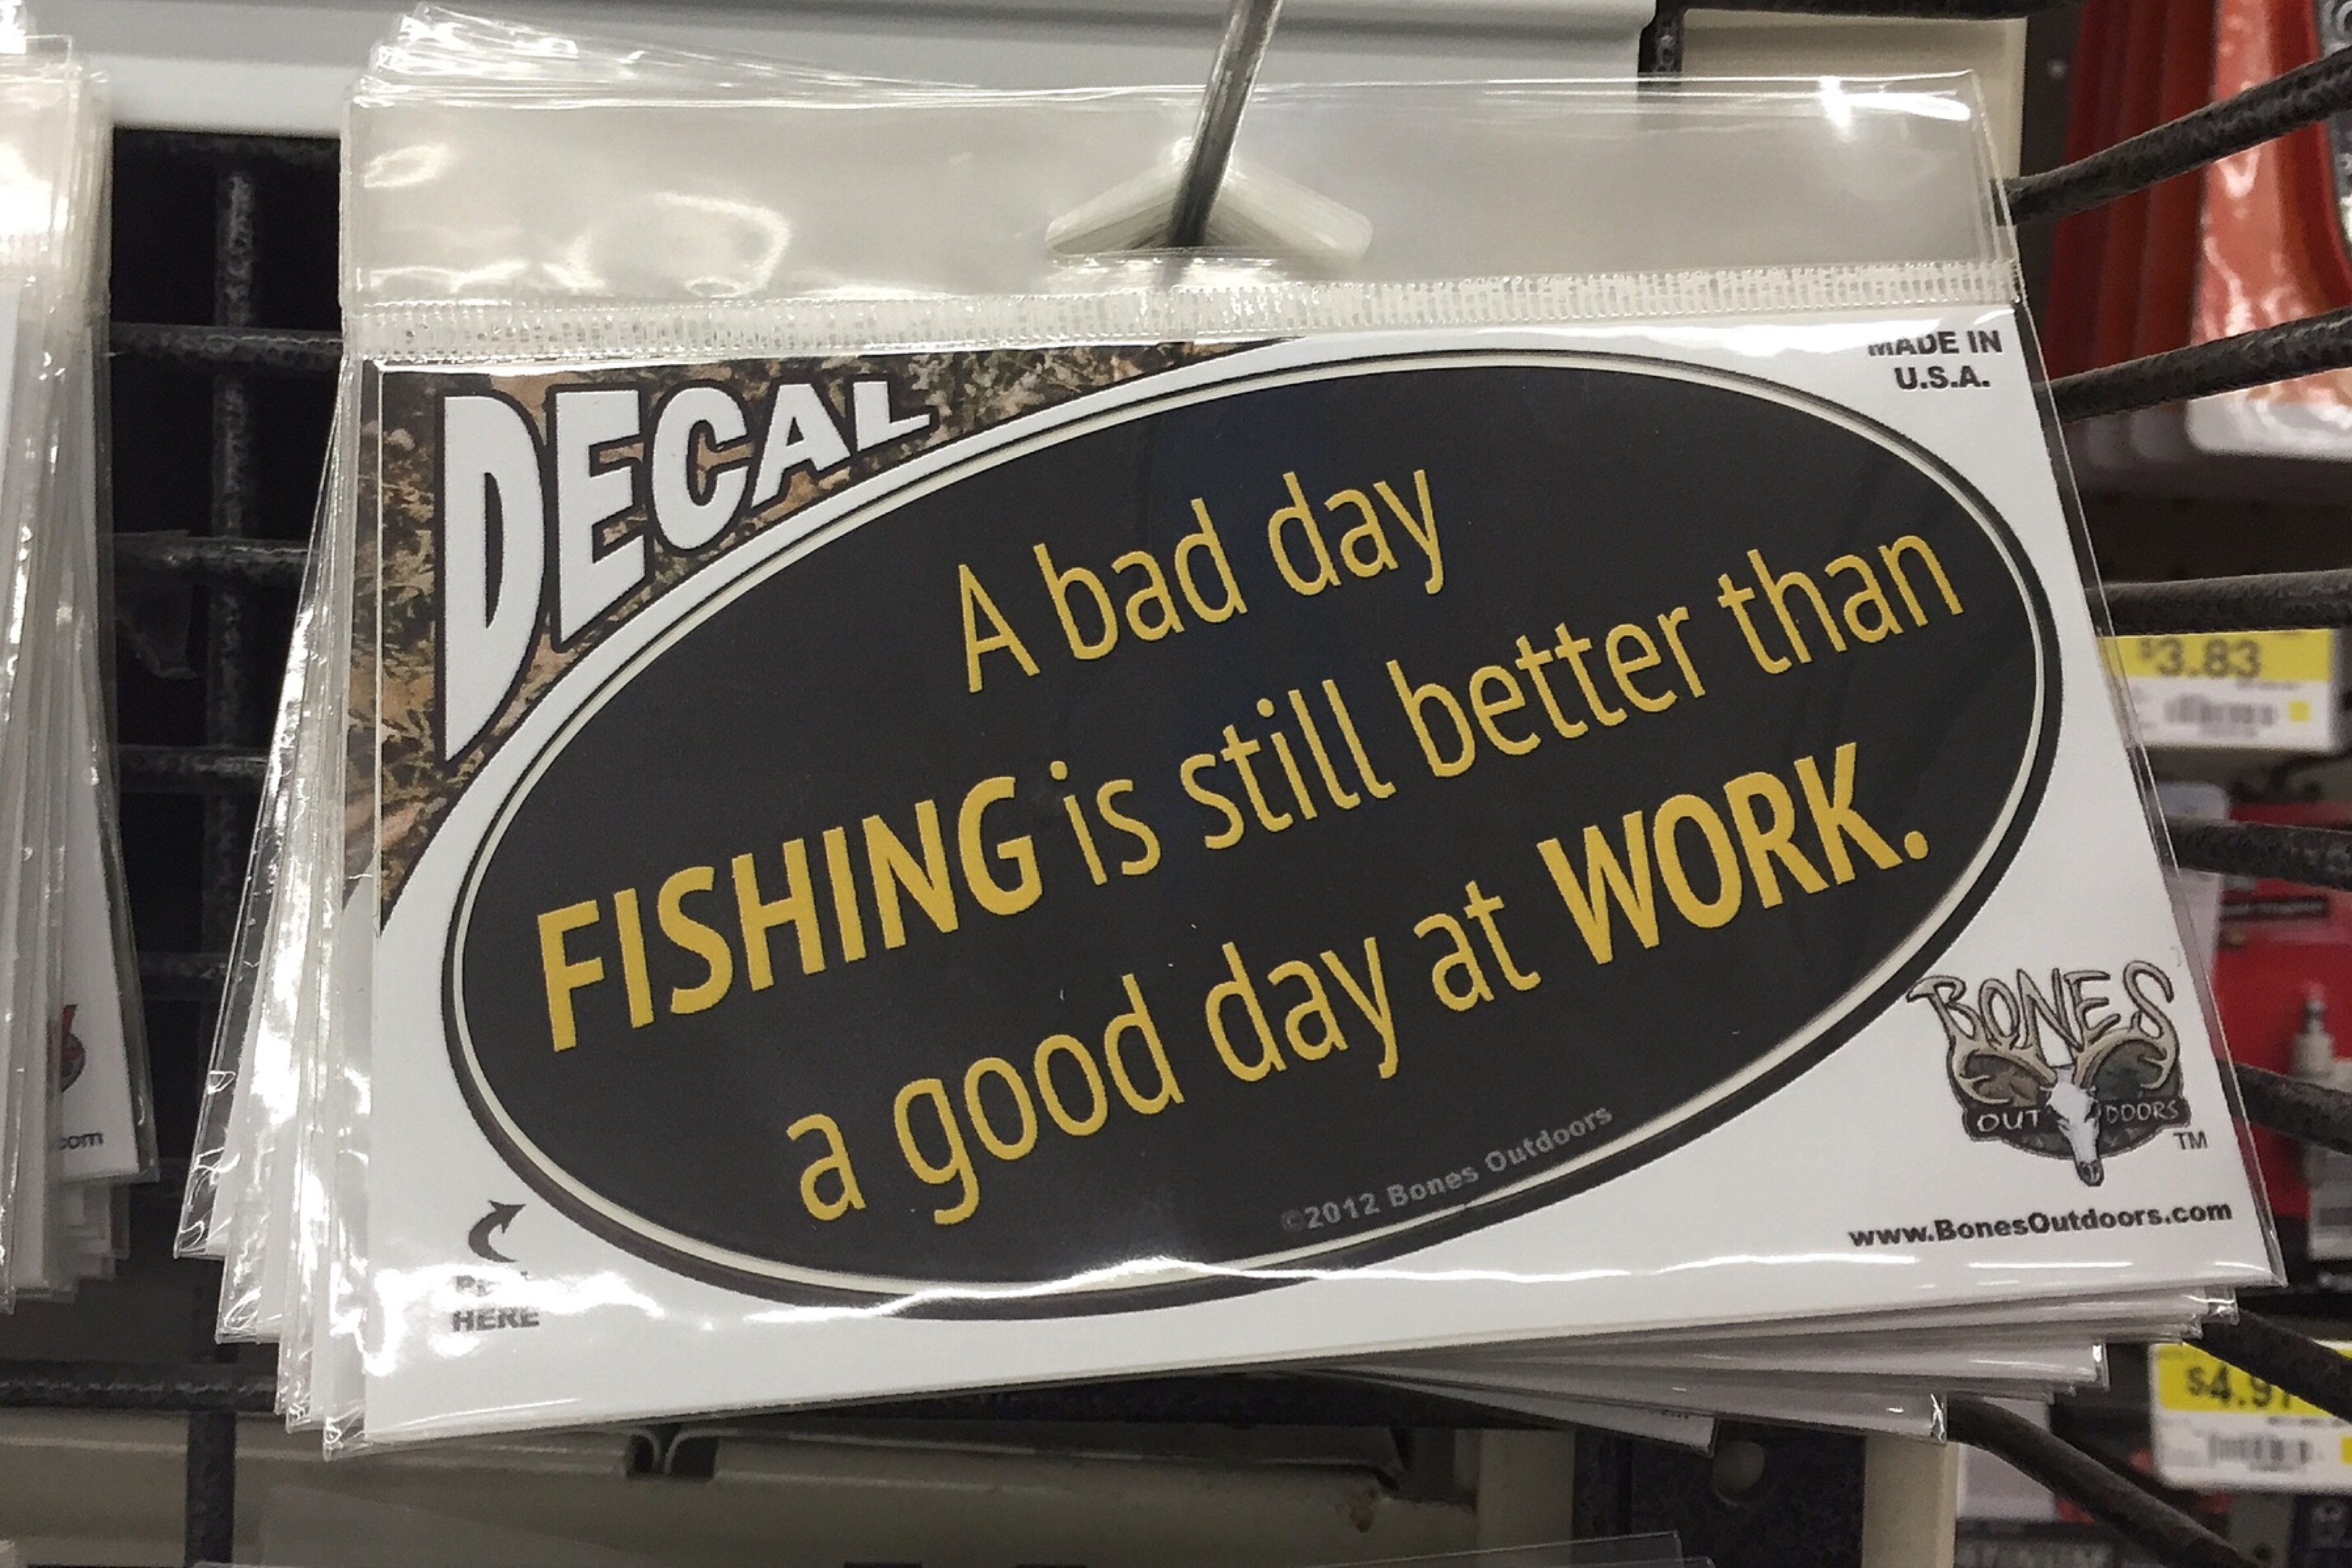 DECAL
MADE IN
U.S.A.
A bad day
FISHING is still better than
a good day at WORK.
©2012 Bones Outdoors
BONES
OUT DOORS
TM
www.BonesOutdoors.com
HERE
.com
$3.83